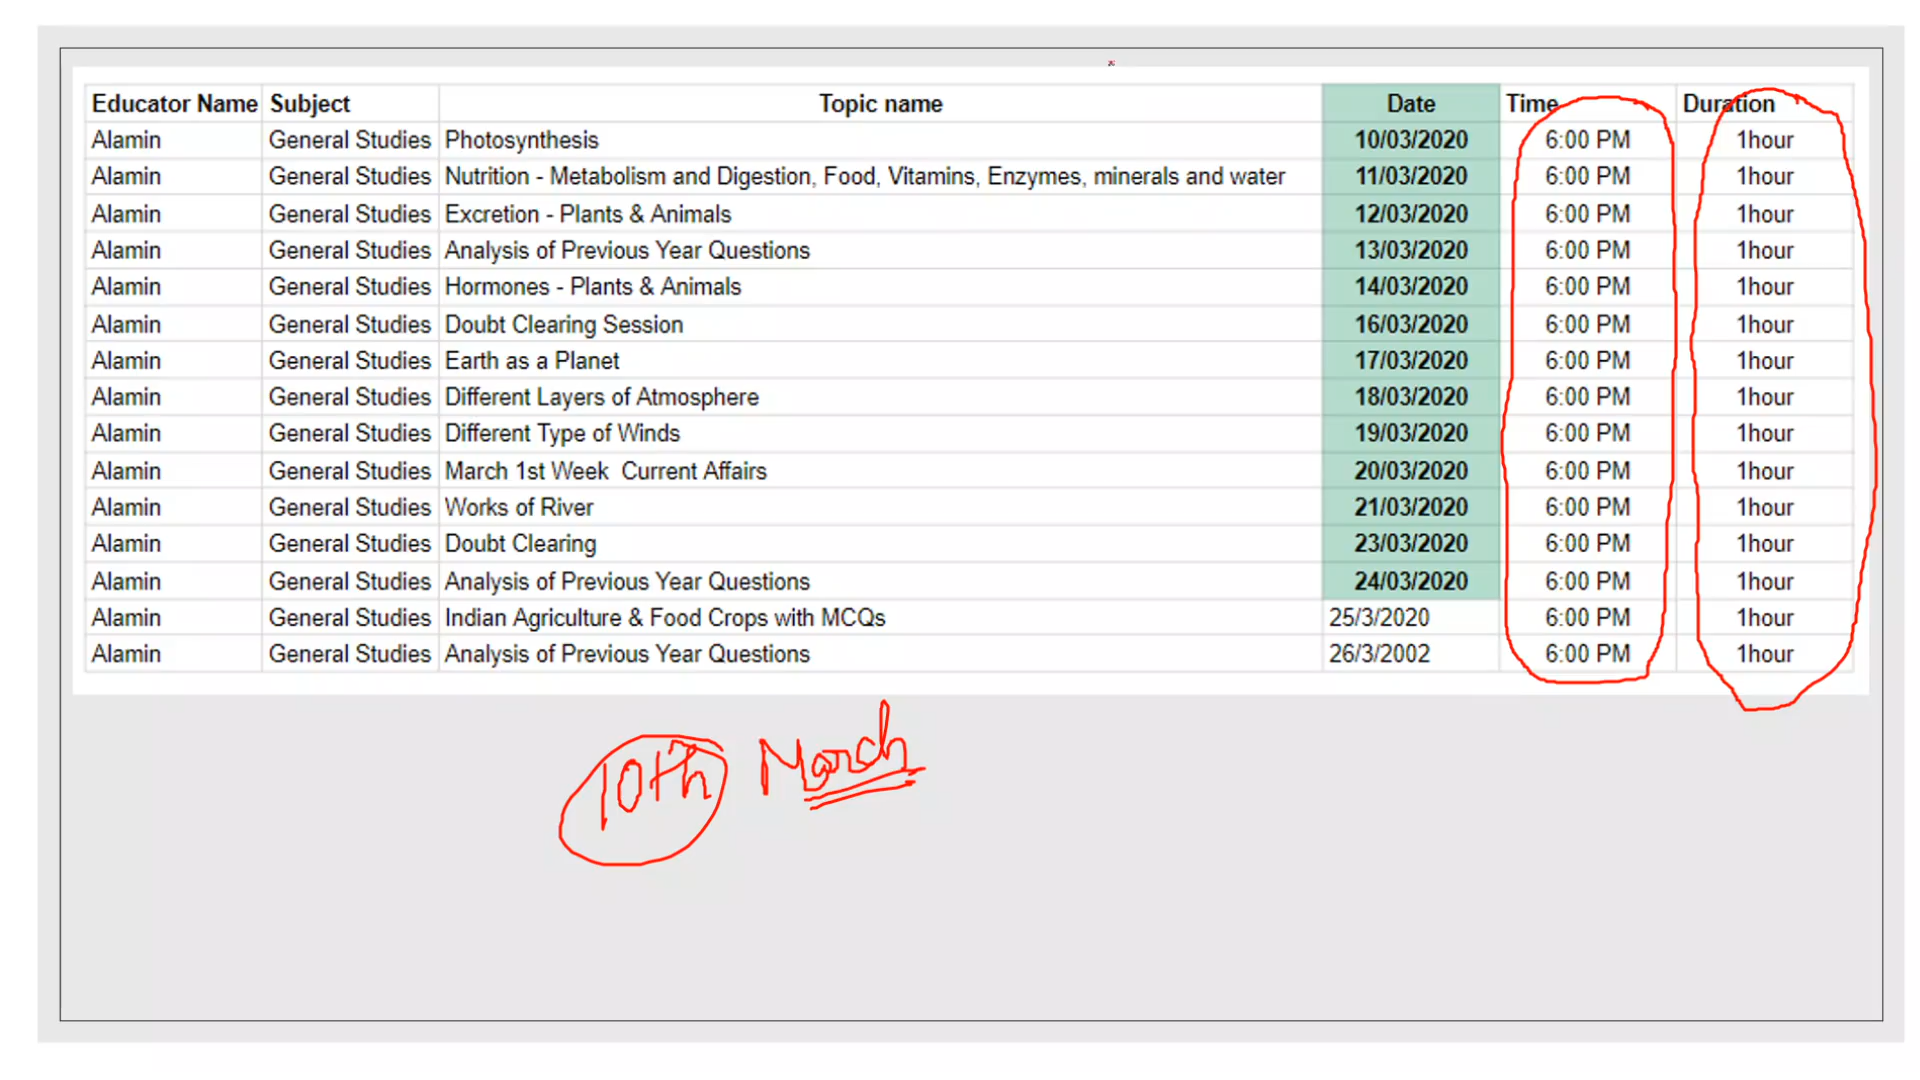 Educator Name Subject Topic name Date Time Duration
Alamin General Studies Photosynthesis 10/03/2020 6:00 PM 1hour
Alamin General Studies Nutrition - Metabolism and Digestion, Food, Vitamins, Enzymes, minerals and water 11/03/2020 6:00 PM 1hour
Alamin General Studies Excretion - Plants & Animals 12/03/2020 6:00 PM 1hour
Alamin General Studies Analysis of Previous Year Questions 13/03/2020 6:00 PM 1hour
Alamin General Studies Hormones - Plants & Animals 14/03/2020 6:00 PM 1hour
Alamin General Studies Doubt Clearing Session 16/03/2020 6:00 PM 1hour
Alamin General Studies Earth as a Planet 17/03/2020 6:00 PM 1hour
Alamin General Studies Different Layers of Atmosphere 18/03/2020 6:00 PM 1hour
Alamin General Studies Different Type of Winds 19/03/2020 6:00 PM 1hour
Alamin General Studies March 1st Week  Current Affairs 20/03/2020 6:00 PM 1hour
Alamin General Studies Works of River 21/03/2020 6:00 PM 1hour
Alamin General Studies Doubt Clearing 23/03/2020 6:00 PM 1hour
Alamin General Studies Analysis of Previous Year Questions 24/03/2020 6:00 PM 1hour
Alamin General Studies Indian Agriculture & Food Crops with MCQs 25/3/2020 6:00 PM 1hour
Alamin General Studies Analysis of Previous Year Questions 26/3/2002 6:00 PM 1hour
10th March